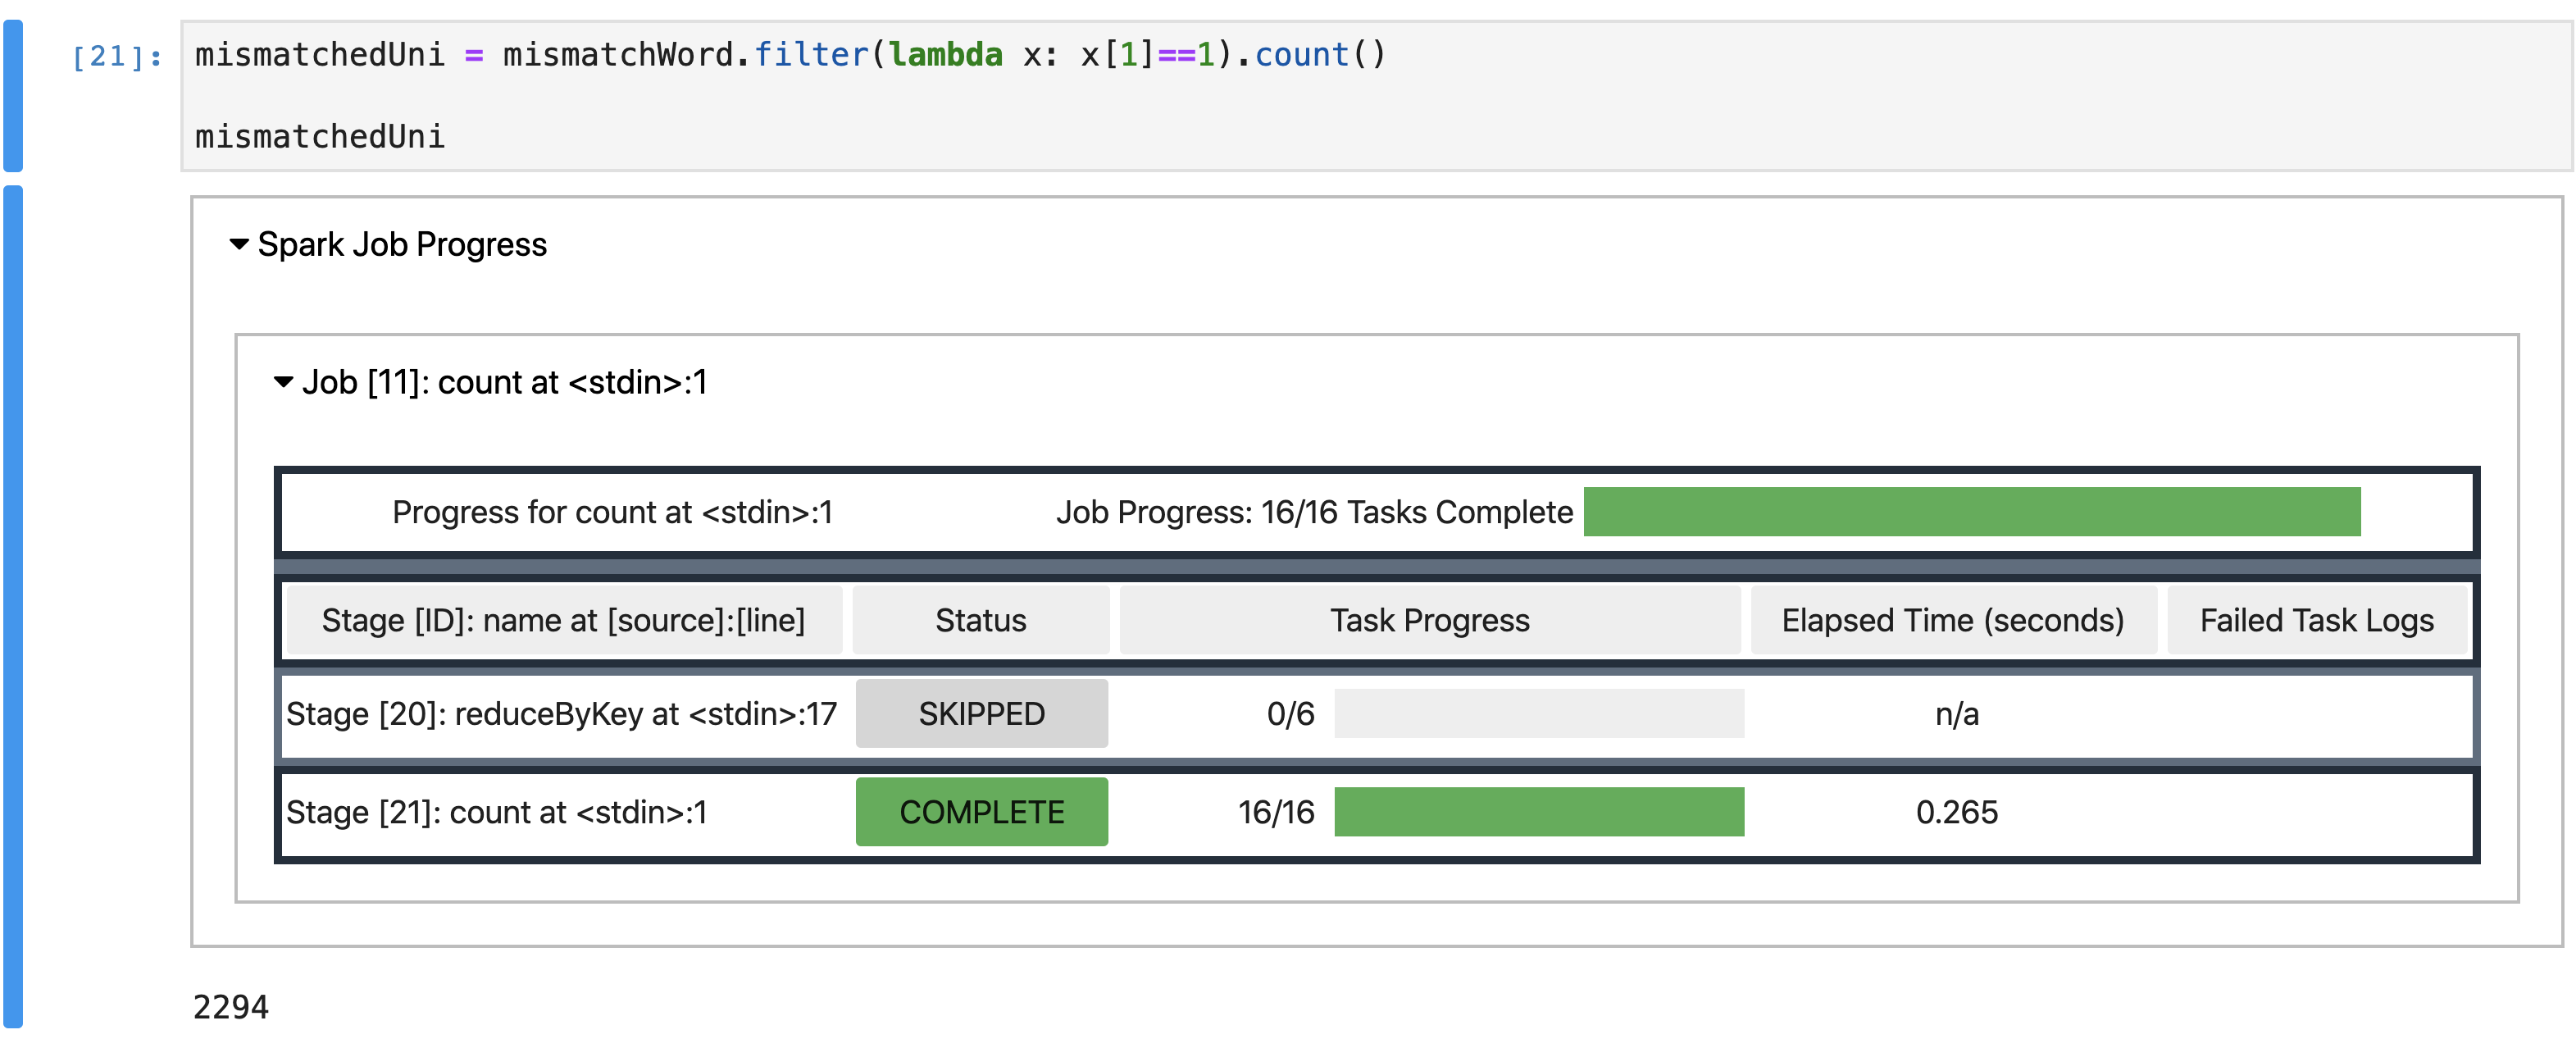 [21]: mismatchedUni = mismatchWord.filter(lambda x: x[1]==1).count()
mismatchedUni
Spark Job Progress
Job [11]: count at <stdin>:1
Progress for count at <stdin>:1 Job Progress: 16/16 Tasks Complete
Stage [ID]: name at [source]:[line] Status Task Progress Elapsed Time (seconds) Failed Task Logs
Stage [20]: reduceByKey at <stdin>:17 SKIPPED 0/6 n/a
Stage [21]: count at <stdin>:1 COMPLETE 16/16 0.265
2294